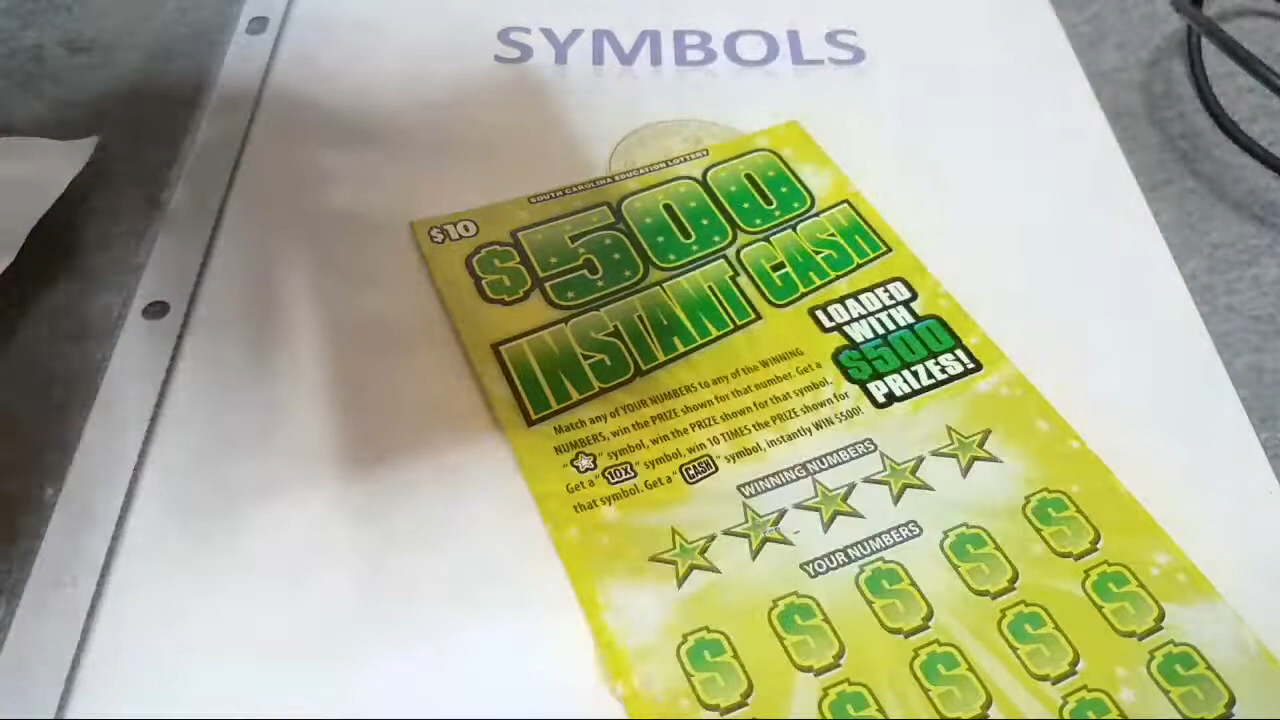 SYMBOLS
SOUTH CAROLINA EDUCATION LOTTERY
$10
$500
INSTANT CASH
LOADED
WITH
$500
PRIZES!
Match any of YOUR NUMBERS to any of the WINNING
NUMBERS, win the PRIZE shown for that number. Get a
" " symbol, win the PRIZE shown for that symbol.
Get a "10X" symbol, win 10 TIMES the PRIZE shown for
that symbol. Get a "CASH" symbol, instantly WIN $500!
WINNING NUMBERS
YOUR NUMBERS
$ $ $ $ $
$ $ $ $ $